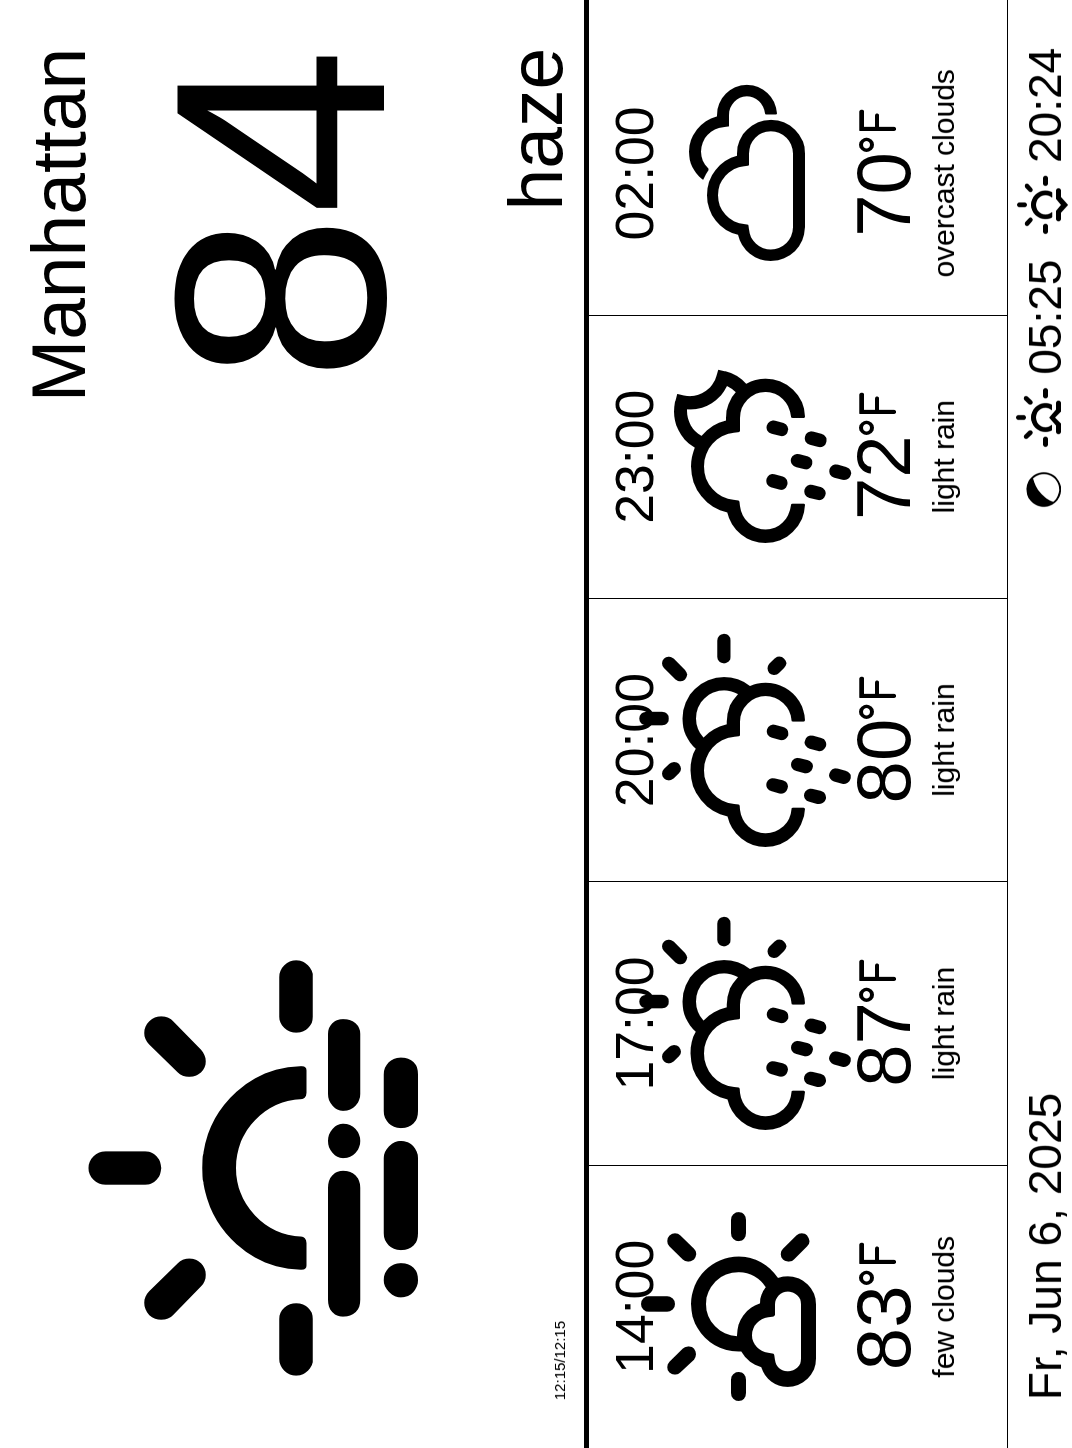 Manhattan
84
haze
12:15/12:15
14:00
83°F
few clouds
17:00
87°F
light rain
20:00
80°F
light rain
23:00
72°F
light rain
02:00
70°F
overcast clouds
Fr, Jun 6, 2025
05:25
20:24